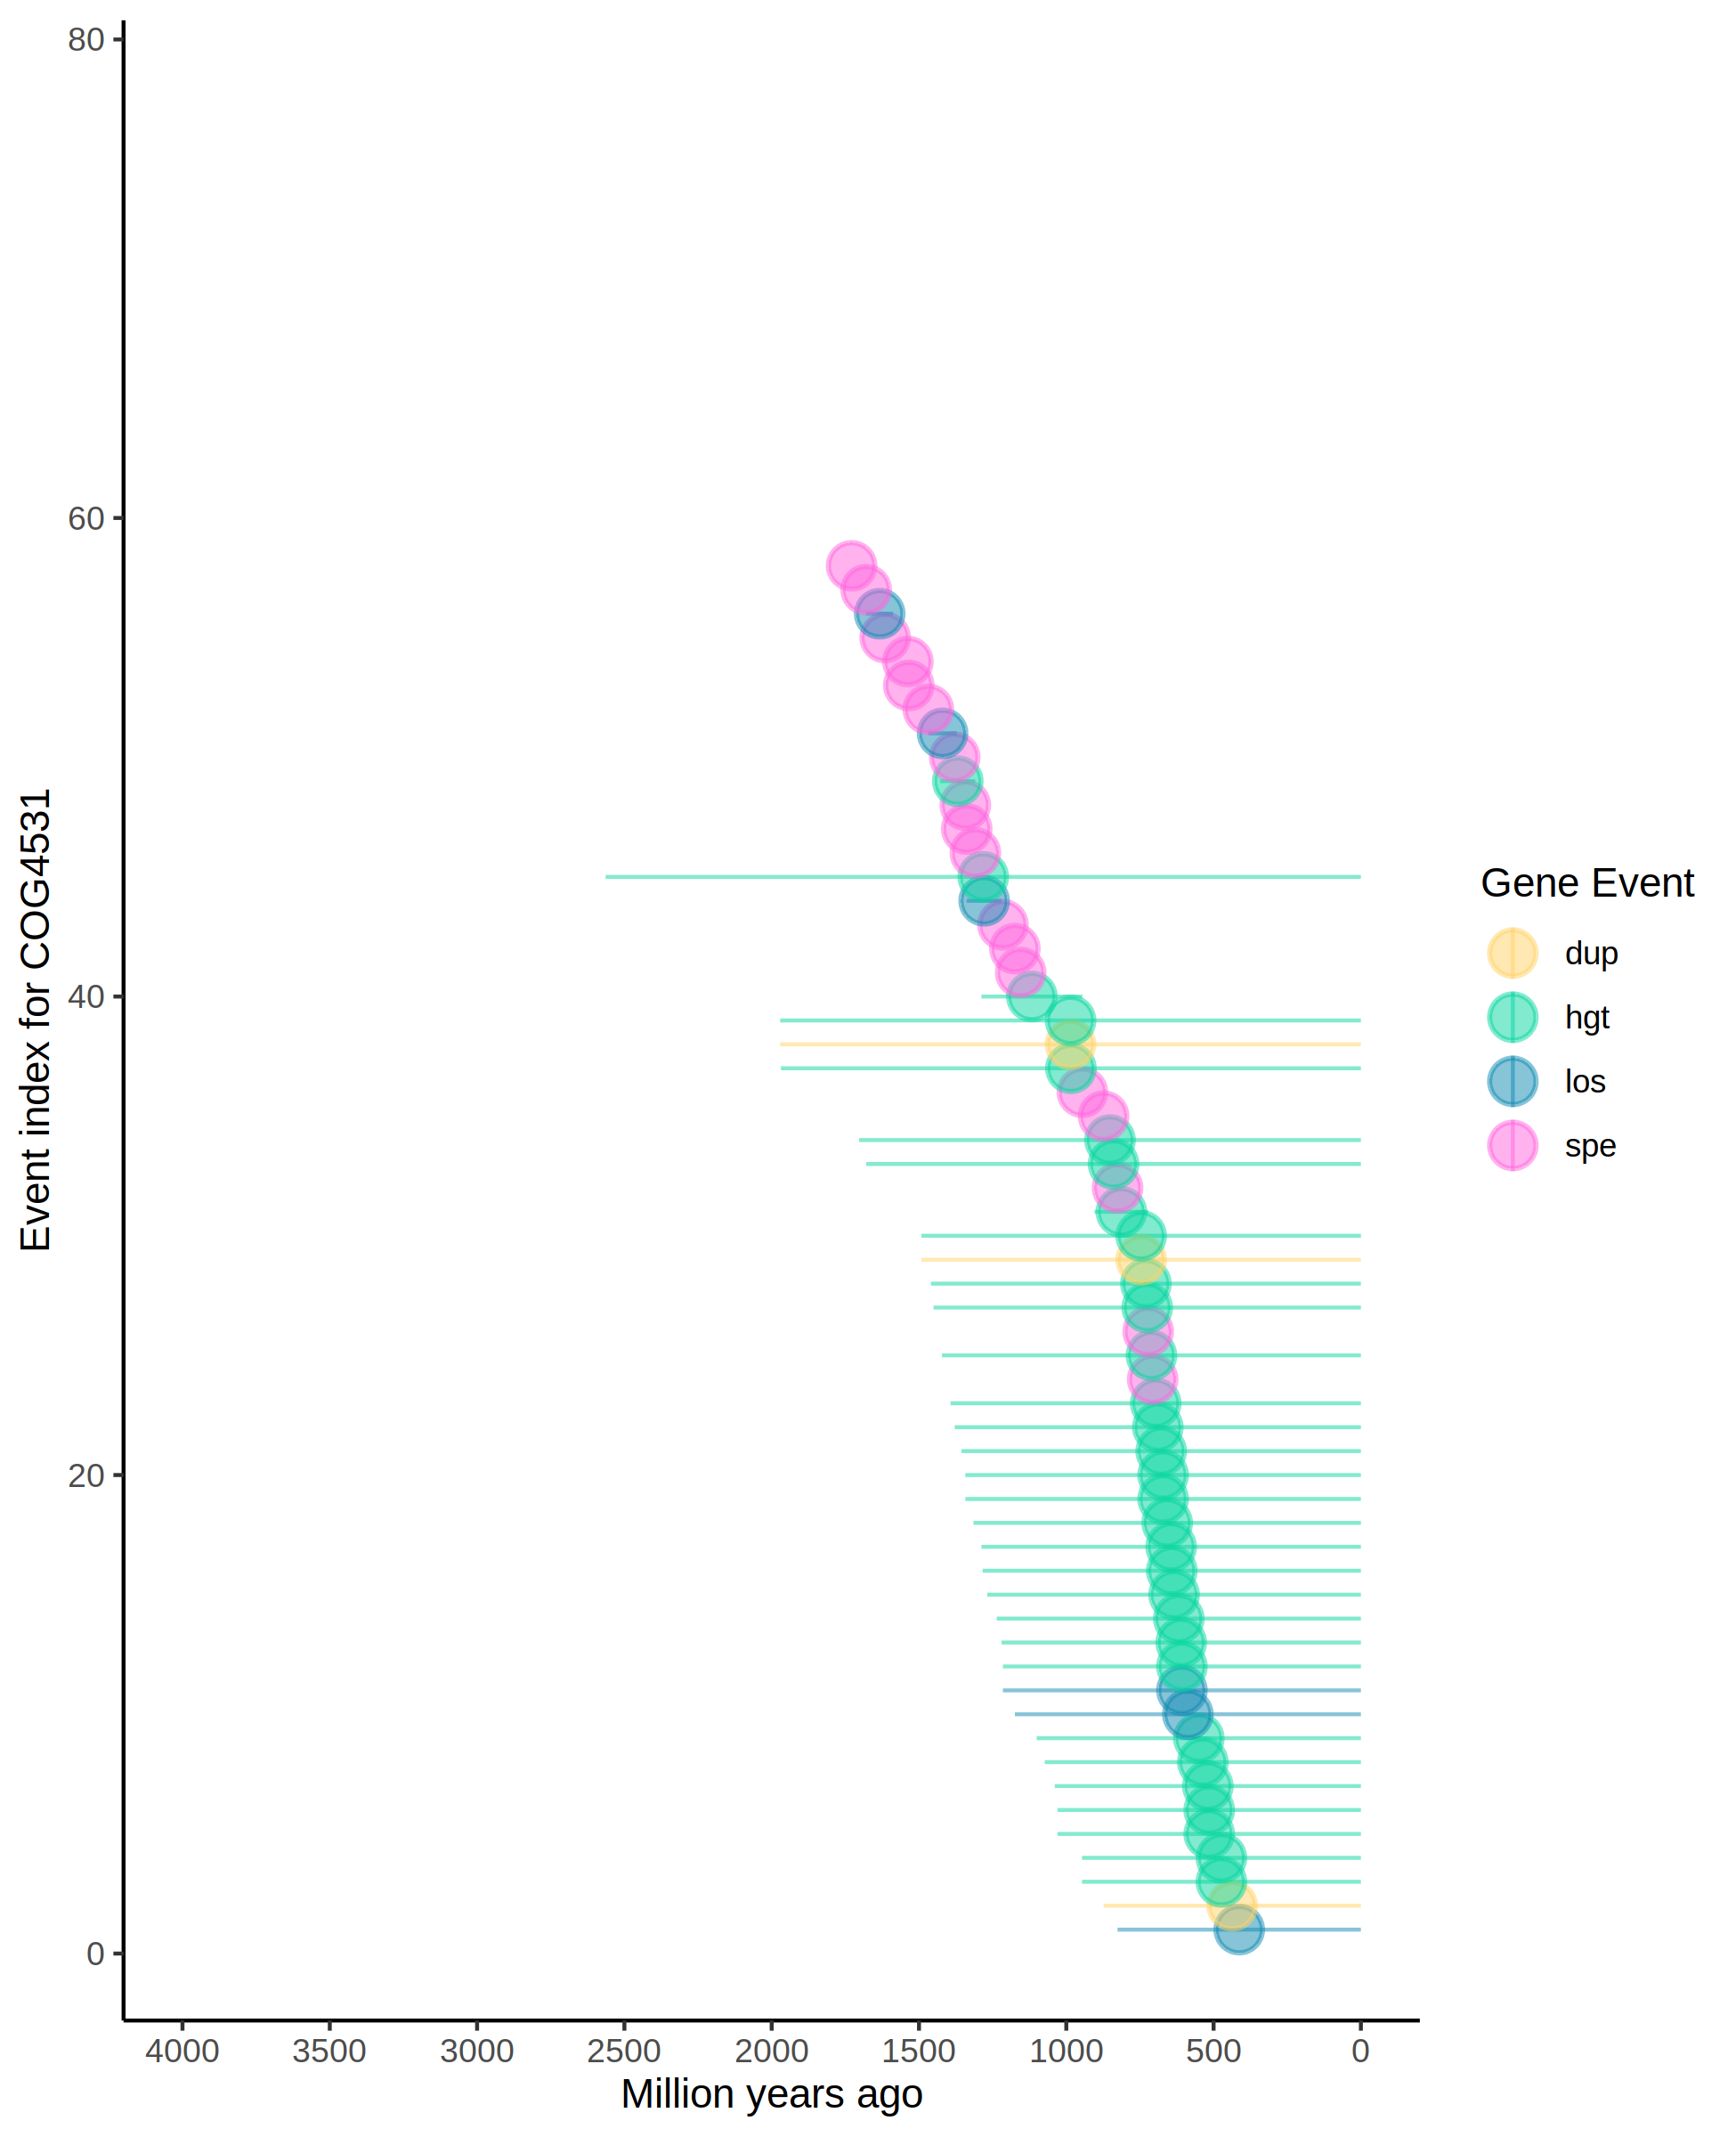 Event index for COG4531
80
60
40
20
0
4000 3500 3000 2500 2000 1500 1000 500 0
Million years ago
Gene Event
dup
hgt
los
spe